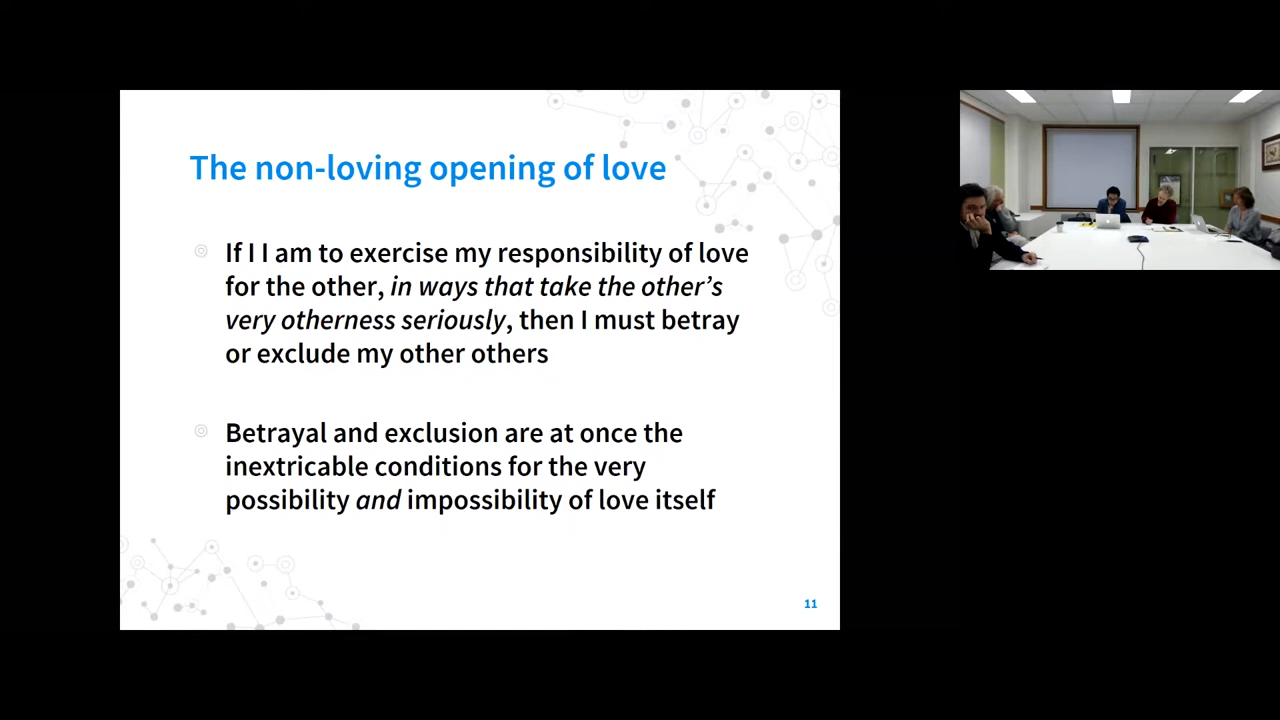 The non-loving opening of love
If I I am to exercise my responsibility of love
for the other, in ways that take the other's
very otherness seriously, then I must betray
or exclude my other others
Betrayal and exclusion are at once the
inextricable conditions for the very
possibility and impossibility of love itself
11